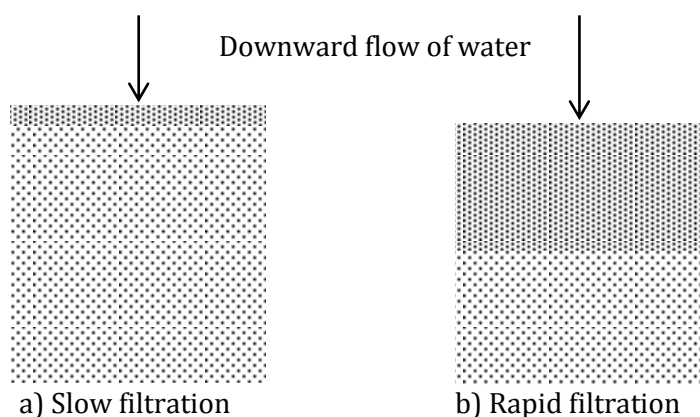 Downward flow of water
a) Slow filtration
b) Rapid filtration